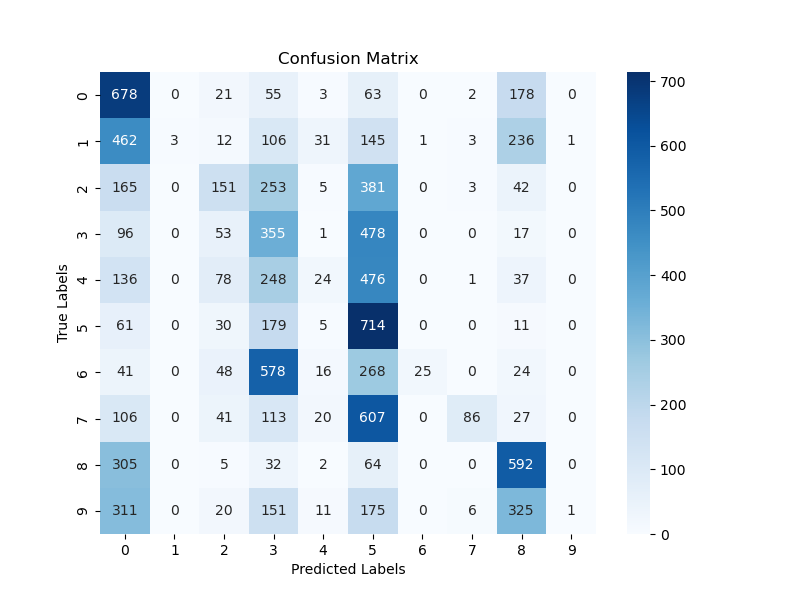 Confusion Matrix
0 678 0 21 55 3 63 0 2 178 0
1 462 3 12 106 31 145 1 3 236 1
2 165 0 151 253 5 381 0 3 42 0
3 96 0 53 355 1 478 0 0 17 0
4 136 0 78 248 24 476 0 1 37 0
5 61 0 30 179 5 714 0 0 11 0
6 41 0 48 578 16 268 25 0 24 0
7 106 0 41 113 20 607 0 86 27 0
8 305 0 5 32 2 64 0 0 592 0
9 311 0 20 151 11 175 0 6 325 1
0 1 2 3 4 5 6 7 8 9
True Labels
Predicted Labels
700
600
500
400
300
200
100
0